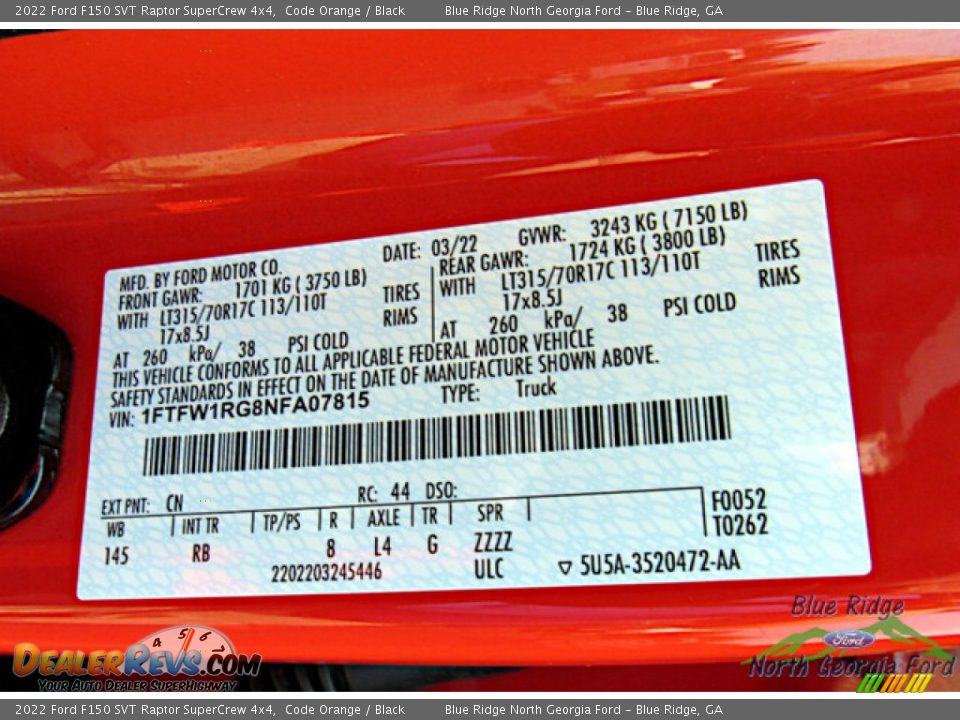 2022 Ford F150 SVT Raptor SuperCrew 4x4, Code Orange / Black Blue Ridge North Georgia Ford – Blue Ridge, GA
MFD. BY FORD MOTOR CO. DATE: 03/22 GVWR: 3243 KG ( 7150 LB)
FRONT GAWR: 1701 KG ( 3750 LB) REAR GAWR: 1724 KG ( 3800 LB)
WITH LT315/70R17C 113/110T TIRES WITH LT315/70R17C 113/110T TIRES
17x8.5J RIMS 17x8.5J RIMS
AT 260 kPa/ 38 PSI COLD AT 260 kPa/ 38 PSI COLD
THIS VEHICLE CONFORMS TO ALL APPLICABLE FEDERAL MOTOR VEHICLE
SAFETY STANDARDS IN EFFECT ON THE DATE OF MANUFACTURE SHOWN ABOVE.
VIN: 1FTFW1RG8NFA07815 TYPE: Truck
EXT PNT: CN RC: 44 DSO:
WB INT TR TP/PS R AXLE TR SPR F0052
145 RB 8 L4 G ZZZZ T0262
2202203245446 ULC ▽ 5U5A-3520472-AA
Blue Ridge
Ford
North Georgia Ford
4 5 6 7
DEALERREVS.COM
YOUR AUTO DEALER SUPERHIGHWAY
2022 Ford F150 SVT Raptor SuperCrew 4x4, Code Orange / Black Blue Ridge North Georgia Ford – Blue Ridge, GA